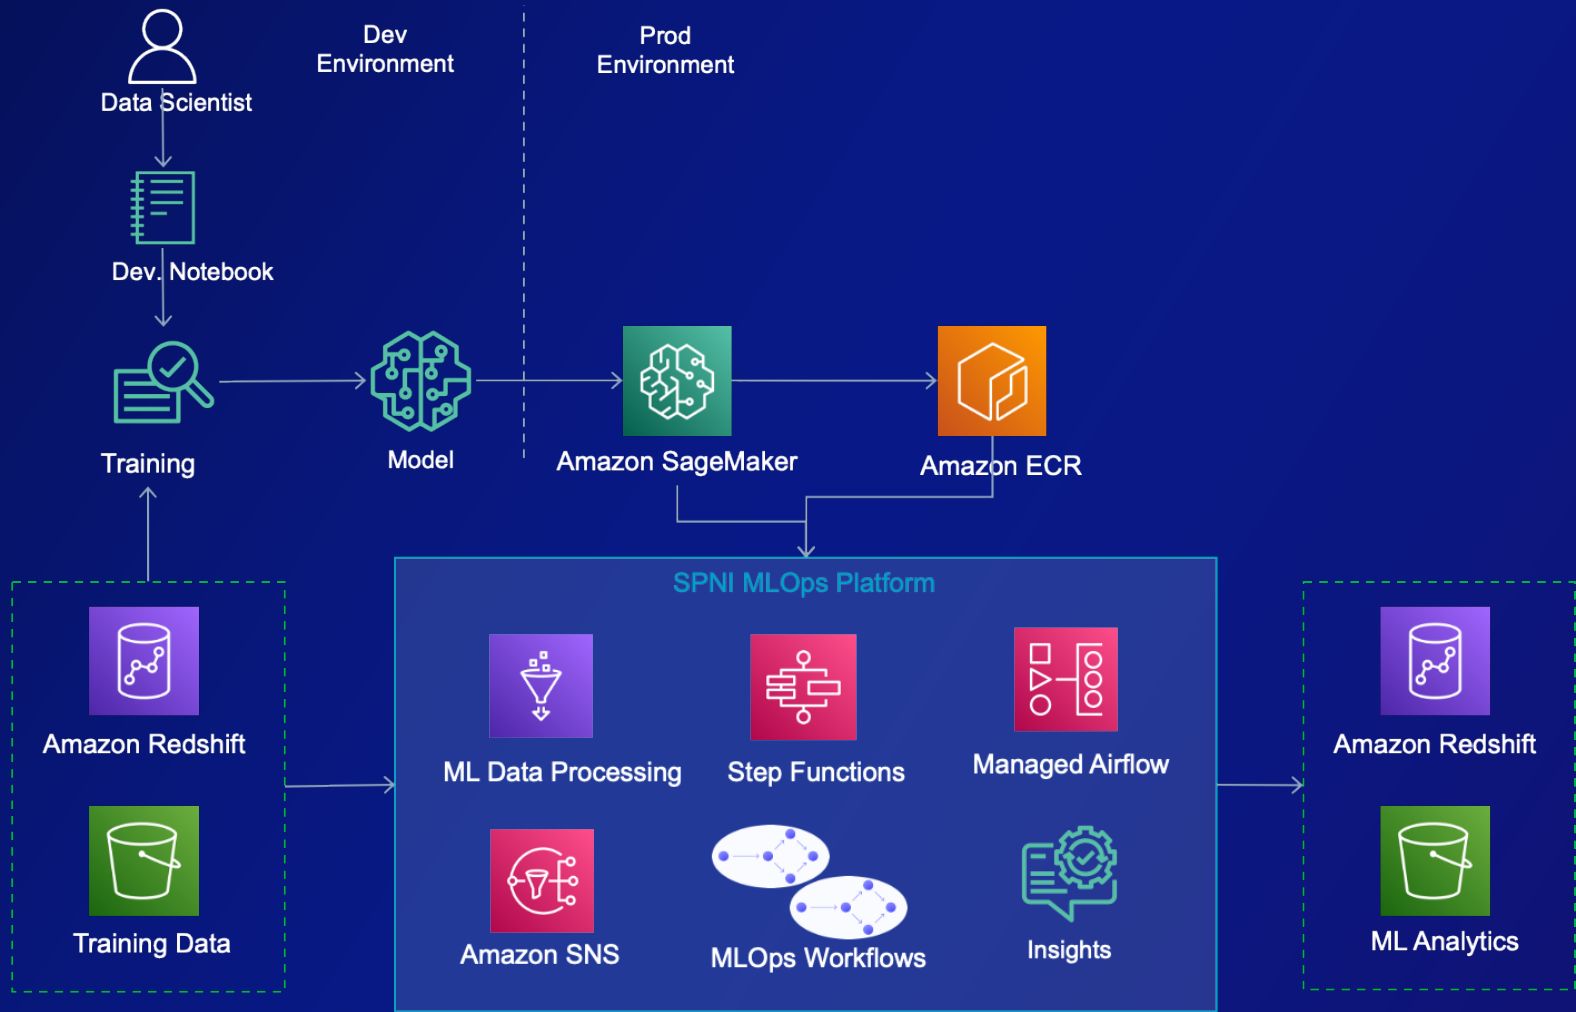 Dev
Environment
Prod
Environment
Data Scientist
Dev. Notebook
Training
Model
Amazon SageMaker
Amazon ECR
SPNI MLOps Platform
Amazon Redshift
Training Data
ML Data Processing
Step Functions
Managed Airflow
Amazon SNS
MLOps Workflows
Insights
Amazon Redshift
ML Analytics